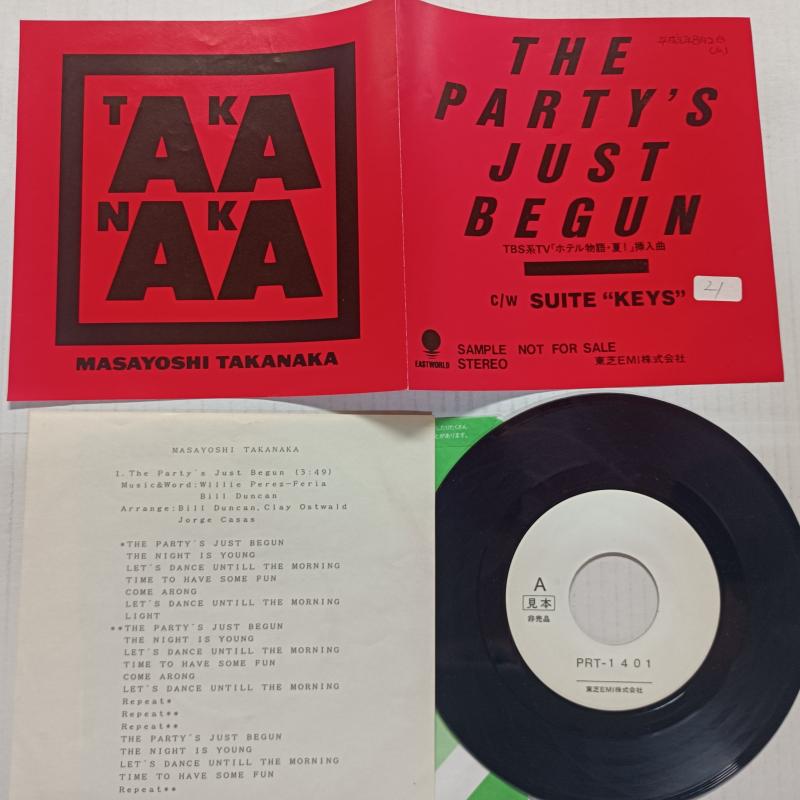 TAKA
NAKA
MASAYOSHI TAKANAKA
THE
PARTY'S
JUST
BEGUN
TBS系TV「ホテル物語・夏!」挿入曲
C/W SUITE "KEYS"
21
EASTWORLD
SAMPLE NOT FOR SALE
STEREO
東芝EMI株式会社
MASAYOSHI TAKANAKA
1.The Party's Just Begun (3:49)
Music&Word:Willie Perez-Feria
Bill Duncan
Arrange:Bill Duncan,Clay Ostwald
Jorge Casas
*THE PARTY'S JUST BEGUN
THE NIGHT IS YOUNG
LET'S DANCE UNTILL THE MORNING
TIME TO HAVE SOME FUN
COME ARONG
LET'S DANCE UNTILL THE MORNING
LIGHT
**THE PARTY'S JUST BEGUN
THE NIGHT IS YOUNG
LET'S DANCE UNTILL THE MORNING
TIME TO HAVE SOME FUN
COME ARONG
LET'S DANCE UNTILL THE MORNING
Repeat*
Repeat**
Repeat**
THE PARTY'S JUST BEGUN
THE NIGHT IS YOUNG
LET'S DANCE UNTILL THE MORNING
TIME TO HAVE SOME FUN
Repeat**
A
見本
非売品
PRT-1401
東芝EMI株式会社